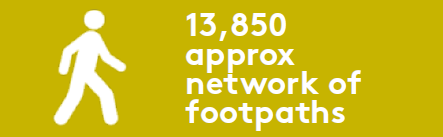 13,850
approx
network of
footpaths